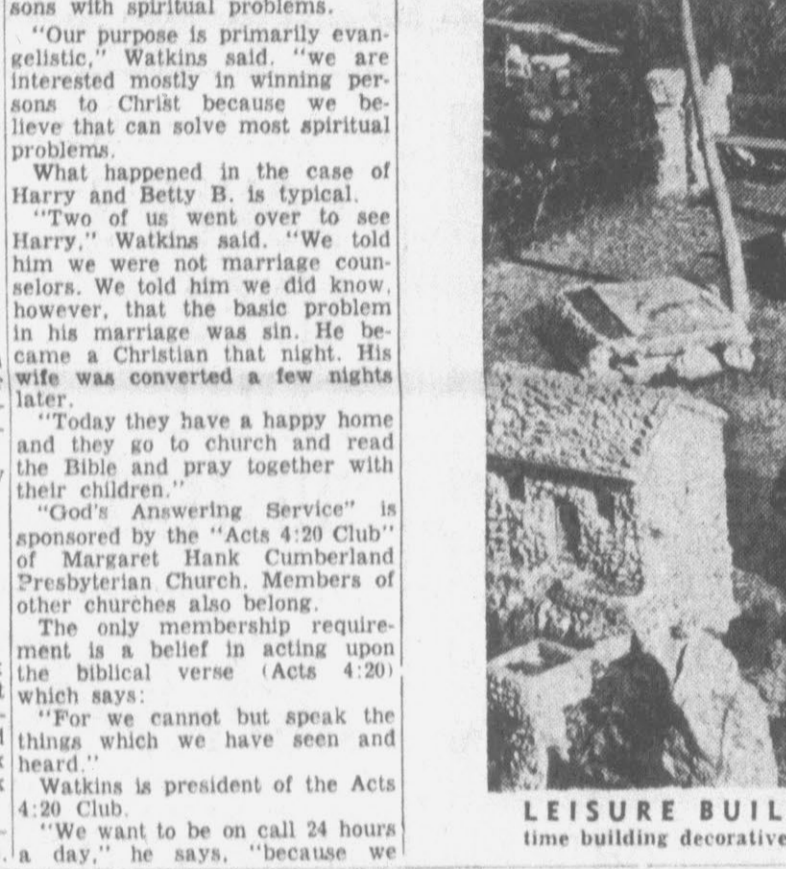 sons with spiritual problems.
"Our purpose is primarily evan-
gelistic," Watkins said. "we are
interested mostly in winning per-
sons to Christ because we be-
lieve that can solve most spiritual
problems.
What happened in the case of
Harry and Betty B. is typical.
"Two of us went over to see
Harry," Watkins said. "We told
him we were not marriage coun-
selors. We told him we did know,
however, that the basic problem
in his marriage was sin. He be-
came a Christian that night. His
wife was converted a few nights
later.
"Today they have a happy home
and they go to church and read
the Bible and pray together with
their children."
"God's Answering Service" is
sponsored by the "Acts 4:20 Club"
of Margaret Hank Cumberland
Presbyterian Church. Members of
other churches also belong.
The only membership require-
ment is a belief in acting upon
the biblical verse (Acts 4:20)
which says:
"For we cannot but speak the
things which we have seen and
heard."
Watkins is president of the Acts
4:20 Club.
"We want to be on call 24 hours
a day," he says, "because we
LEISURE BUIL
time building decorative